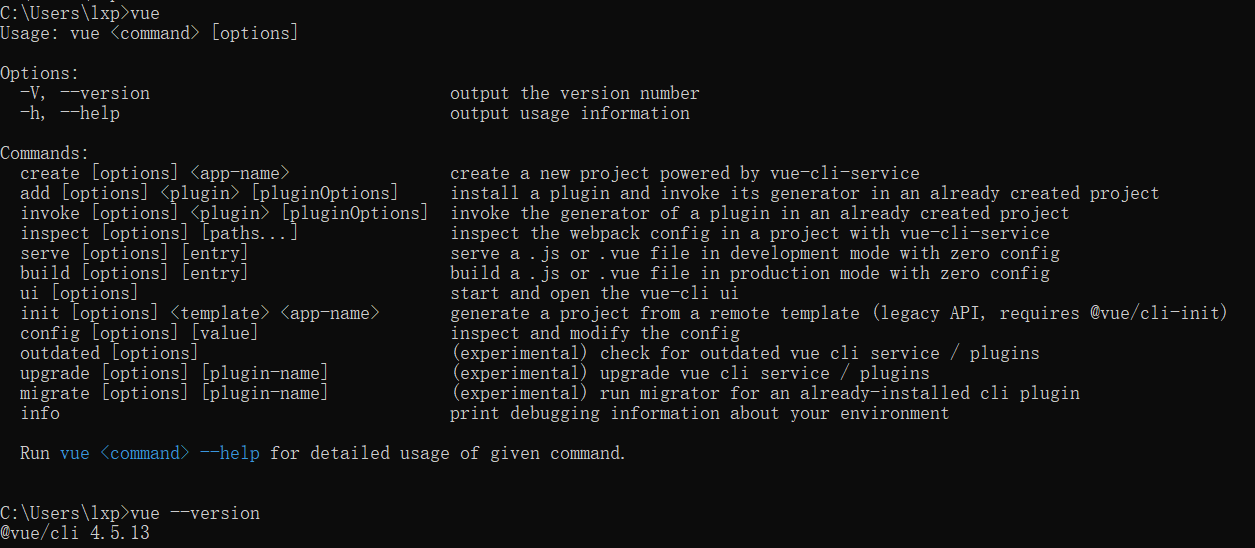 C:\Users\lxp>vue
Usage: vue <command> [options]
Options:
-V, --version output the version number
-h, --help output usage information
Commands:
create [options] <app-name> create a new project powered by vue-cli-service
add [options] <plugin> [pluginOptions] install a plugin and invoke its generator in an already created project
invoke [options] <plugin> [pluginOptions] invoke the generator of a plugin in an already created project
inspect [options] [paths...] inspect the webpack config in a project with vue-cli-service
serve [options] [entry] serve a .js or .vue file in development mode with zero config
build [options] [entry] build a .js or .vue file in production mode with zero config
ui [options] start and open the vue-cli ui
init [options] <template> <app-name> generate a project from a remote template (legacy API, requires @vue/cli-init)
config [options] [value] inspect and modify the config
outdated [options] (experimental) check for outdated vue cli service / plugins
upgrade [options] [plugin-name] (experimental) upgrade vue cli service / plugins
migrate [options] [plugin-name] (experimental) run migrator for an already-installed cli plugin
info print debugging information about your environment
Run vue <command> --help for detailed usage of given command.
C:\Users\lxp>vue --version
@vue/cli 4.5.13